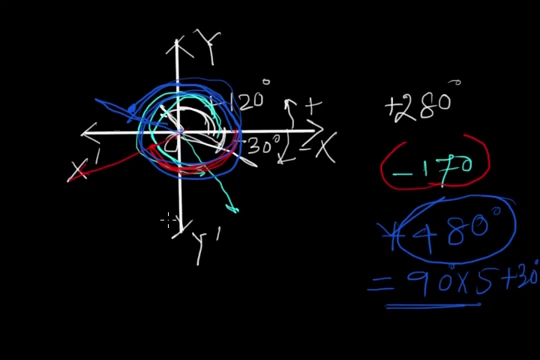 Y
+120°
+
+280°
X'
O
-30°
-
X
-170
+480°
Y'
= 90° × 5 + 30°